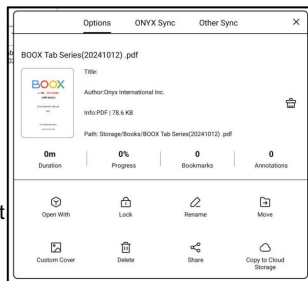 Options ONYX Sync Other Sync
BOOX Tab Series(20241012) .pdf
Title:
BOOX
Author:Onyx International Inc.
Info:PDF | 78.6 KB
Path: Storage/Books/BOOX Tab Series(20241012) .pdf
0m 0% 0 0
Duration Progress Bookmarks Annotations
Open With Lock Rename Move
Custom Cover Delete Share Copy to Cloud
Storage